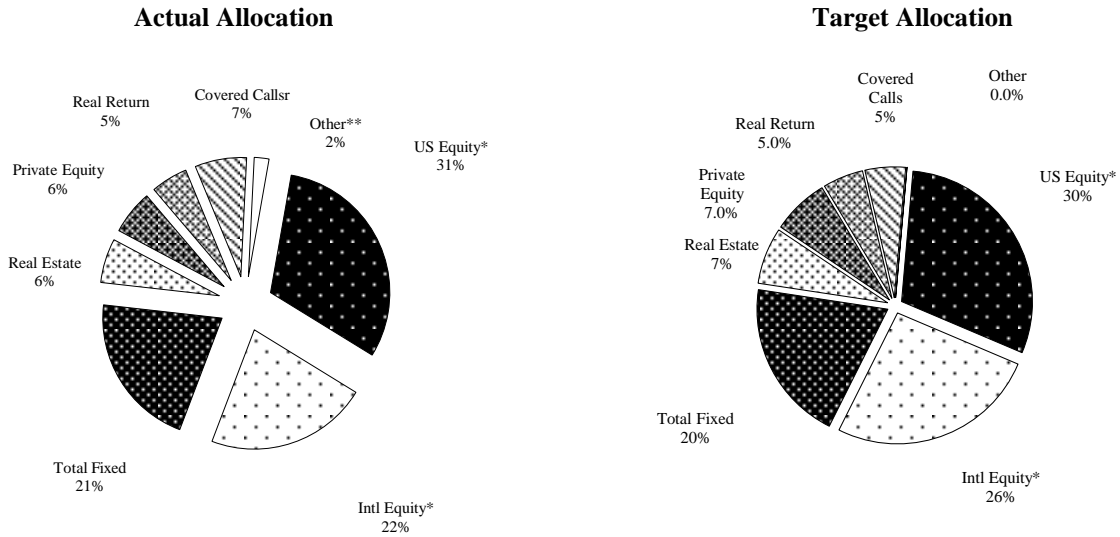 Actual Allocation
Covered Callsr
7%
Real Return
5%
Other**
2%
US Equity*
31%
Private Equity
6%
Real Estate
6%
Total Fixed
21%
Intl Equity*
22%
Target Allocation
Other
0.0%
Covered
Calls
5%
Real Return
5.0%
US Equity*
30%
Private
Equity
7.0%
Real Estate
7%
Total Fixed
20%
Intl Equity*
26%